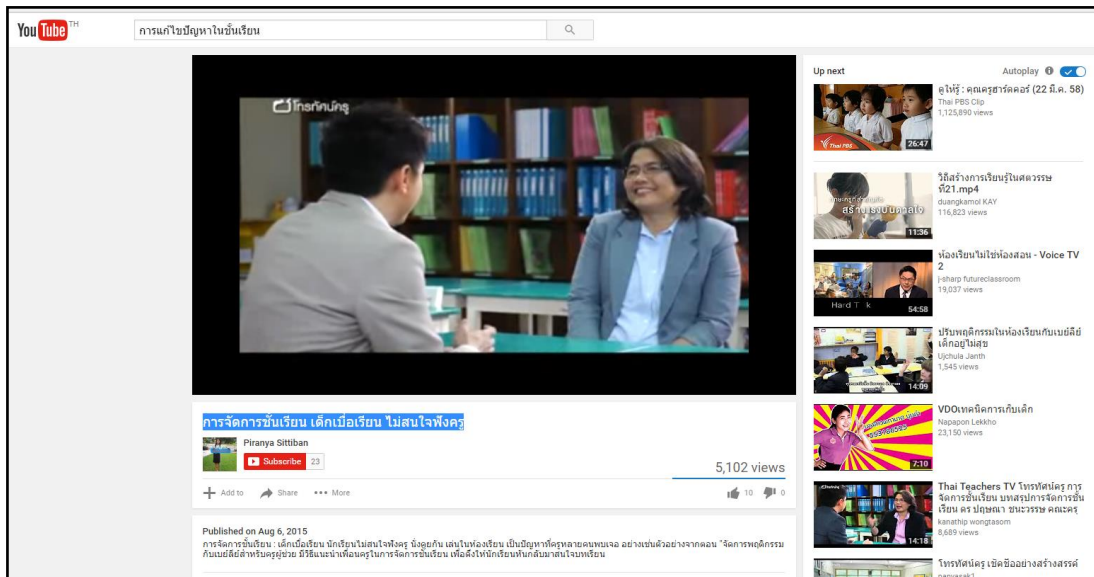 YouTube TH
การแก้ไขปัญหาในชั้นเรียน
โทรทัศน์ครู
การจัดการชั้นเรียน เด็กเบื่อเรียน ไม่สนใจฟังครู
Piranya Sittiban
Subscribe 23
5,102 views
Add to Share More
10 0
Published on Aug 6, 2015
การจัดการชั้นเรียน : เด็กเบื่อเรียน นักเรียนไม่สนใจฟังครู นั่งคุยกัน เล่นในห้องเรียน เป็นปัญหาที่ครูหลายคนพบเจอ อย่างเช่นตัวอย่างจากตอน "จัดการพฤติกรรม
กับเบย์ลีย์สำหรับครูผู้ช่วย มีวิธีแนะนำเพื่อนครูในการจัดการชั้นเรียน เพื่อดึงให้นักเรียนหันกลับมาสนใจบทเรียน
Up next Autoplay
ดูให้รู้ : คุณครูฮาร์ดคอร์ (22 มี.ค. 58)
Thai PBS Clip
1,125,890 views
Thai PBS
26:47
วิถีสร้างการเรียนรู้ในศตวรรษ
ที่21.mp4
duangkamol KAY
116,823 views
สร้างแรงบันดาลใจ
11:36
ห้องเรียนไม่ใช่ห้องสอน - Voice TV
2
j-sharp futureclassroom
19,037 views
54:58
ปรับพฤติกรรมในห้องเรียนกับเบย์ลีย์
เด็กอยู่ไม่สุข
Ujchula Janth
1,545 views
14:09
VDOเทคนิคการเก็บเด็ก
Napapon Lekkho
23,150 views
7:10
Thai Teachers TV โทรทัศน์ครู การ
จัดการชั้นเรียน บทสรุปการจัดการชั้น
เรียน ดร ปฤษณา ชนะวรรษ คณะครุ
kanathip wongtasom
8,689 views
14:18
โทรทัศน์ครู เชิดชื่ออย่างสร้างสรรค์